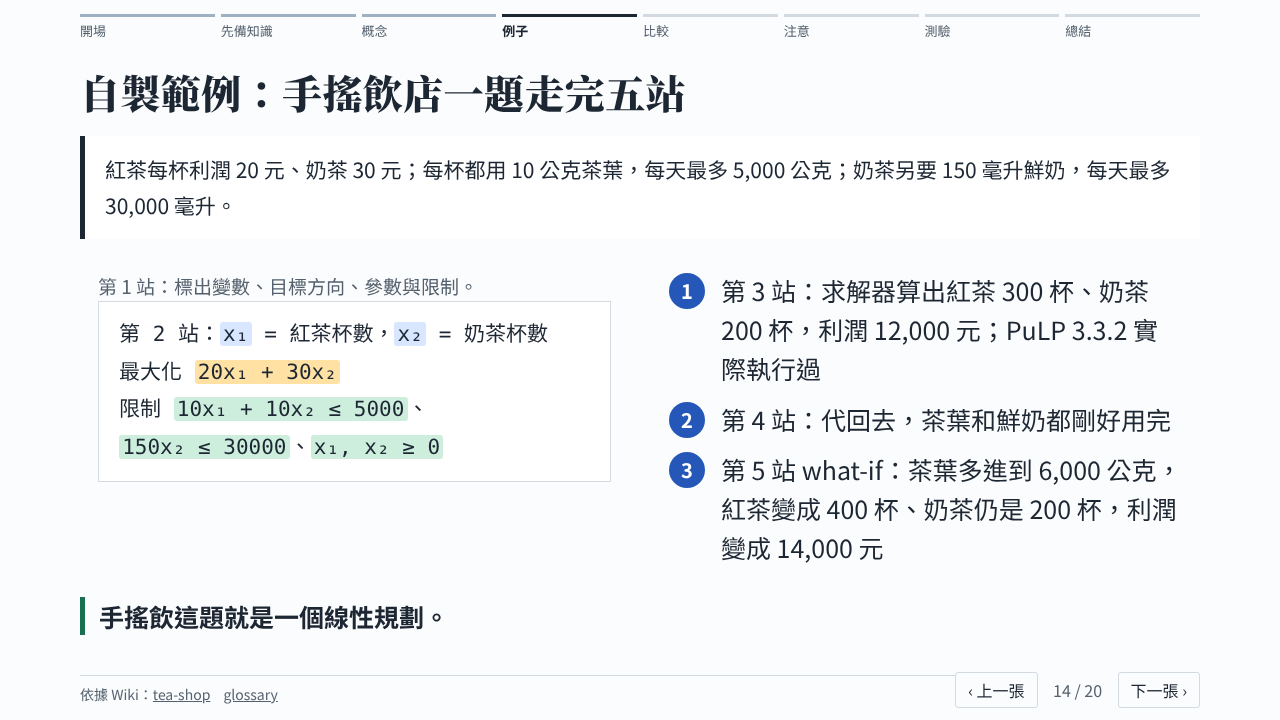 開場
先備知識
概念
例子
比較
注意
測驗
總結
自製範例：手搖飲店一題走完五站
紅茶每杯利潤 20 元、奶茶 30 元；每杯都用 10 公克茶葉，每天最多 5,000 公克；奶茶另要 150 毫升鮮奶，每天最多
30,000 毫升。
第 1 站：標出變數、目標方向、參數與限制。
第 2 站：x₁ = 紅茶杯數，x₂ = 奶茶杯數
最大化 20x₁ + 30x₂
限制 10x₁ + 10x₂ ≤ 5000、
150x₂ ≤ 30000、x₁, x₂ ≥ 0
1 第 3 站：求解器算出紅茶 300 杯、奶茶
200 杯，利潤 12,000 元；PuLP 3.3.2 實
際執行過
2 第 4 站：代回去，茶葉和鮮奶都剛好用完
3 第 5 站 what-if：茶葉多進到 6,000 公克，
紅茶變成 400 杯、奶茶仍是 200 杯，利潤
變成 14,000 元
手搖飲這題就是一個線性規劃。
依據 Wiki：tea-shop glossary
‹ 上一張
14 / 20
下一張 ›